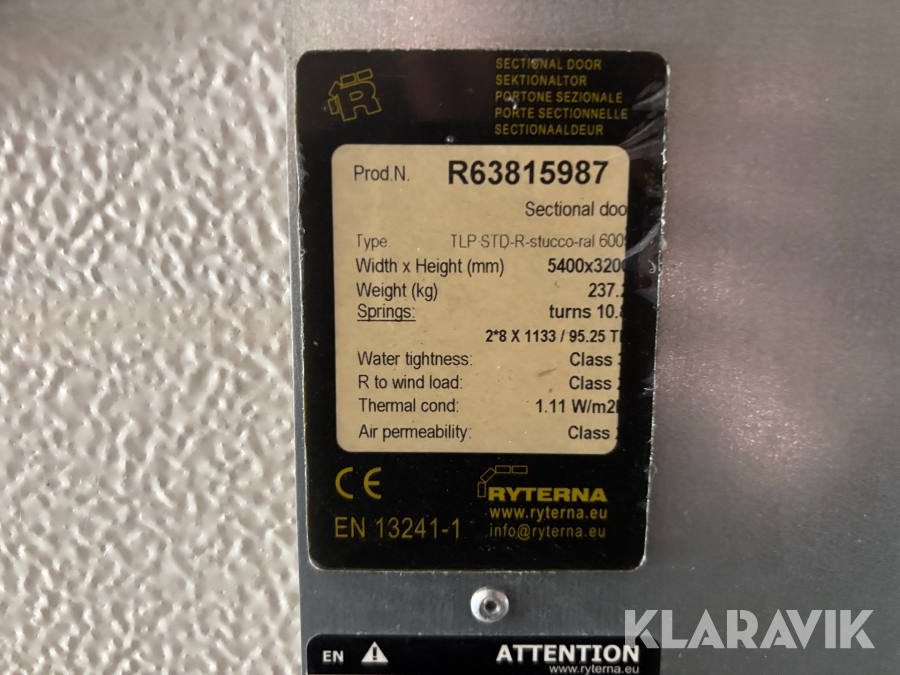 SECTIONAL DOOR
SEKTIONALTOR
PORTONE SEZIONALE
PORTE SECTIONNELLE
SECTIONAALDEUR
R
Prod.N. R63815987
Sectional doo
Type TLP-STD-R-stucco-ral 600
Width x Height (mm) 5400x320
Weight (kg) 237.
Springs: turns 10.
2*8 X 1133 / 95.25 T
Water tightness: Class
R to wind load: Class
Thermal cond: 1.11 W/m2
Air permeability: Class
CE
RYTERNA
www.ryterna.eu
EN 13241-1 info@ryterna.eu
KLARAVIK
EN ATTENTION
www.ryterna.eu